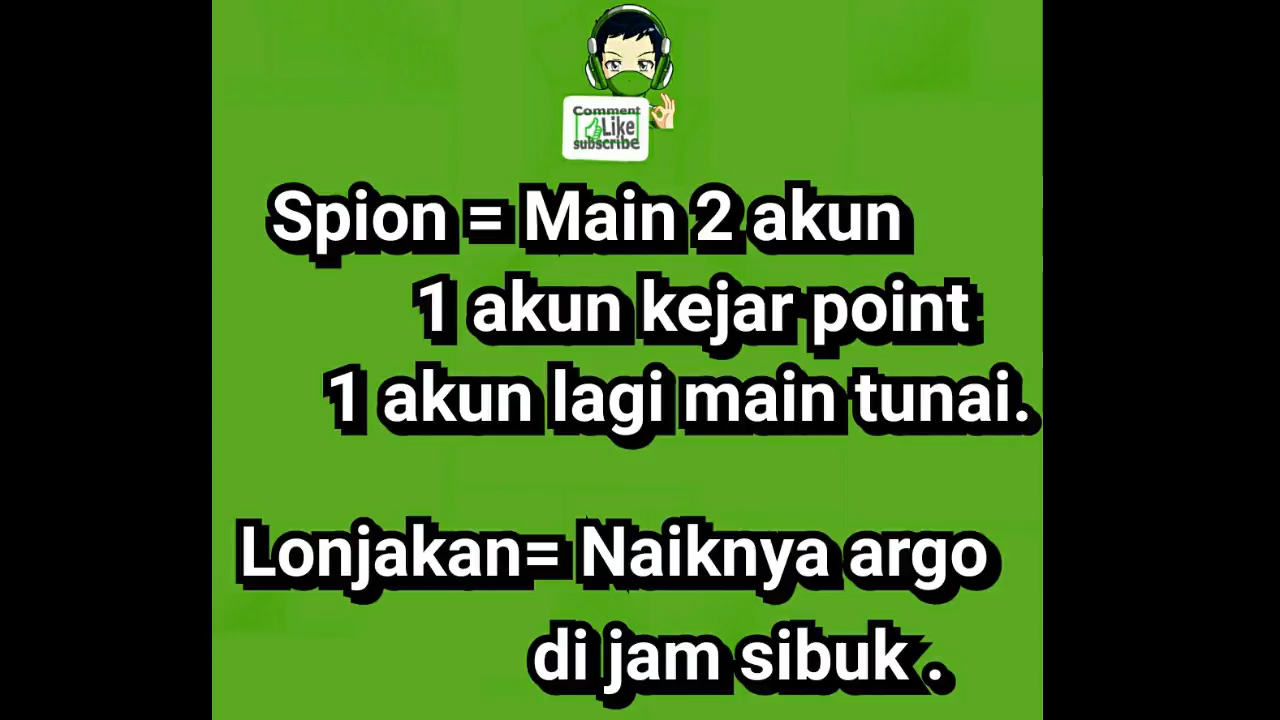 Comment
Like
subscribe
Spion = Main 2 akun
1 akun kejar point
1 akun lagi main tunai.
Lonjakan= Naiknya argo
di jam sibuk .